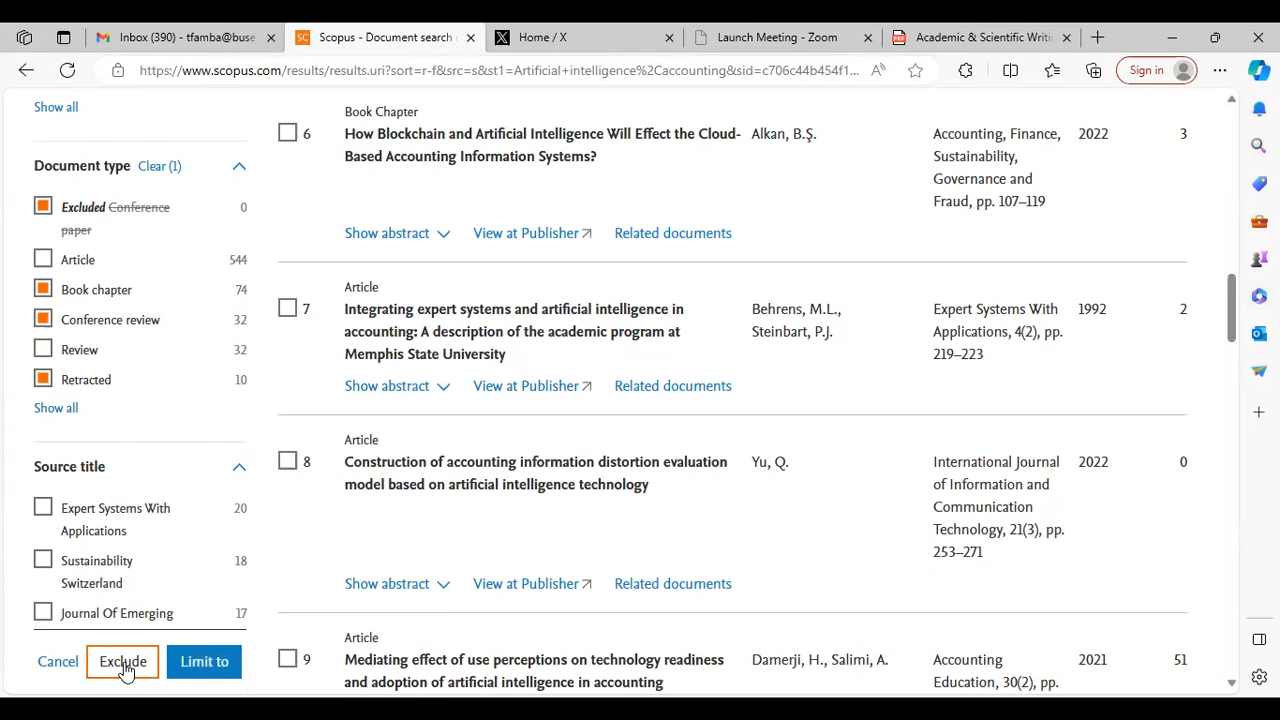 Inbox (390) - tfamba@buse
Scopus - Document search
Home / X
Launch Meeting - Zoom
Academic & Scientific Writi
https://www.scopus.com/results/results.uri?sort=r-f&src=s&st1=Artificial+intelligence%2Caccounting&sid=c706c44b454f1...
Sign in
Show all
Document type Clear (1)
Excluded Conference paper 0
Article 544
Book chapter 74
Conference review 32
Review 32
Retracted 10
Show all
Source title
Expert Systems With
Applications
20
Sustainability
Switzerland
18
Journal Of Emerging 17
Cancel Exclude Limit to
Book Chapter
6 How Blockchain and Artificial Intelligence Will Effect the Cloud-
Based Accounting Information Systems?
Alkan, B.Ş.
Accounting, Finance,
Sustainability,
Governance and
Fraud, pp. 107–119
2022 3
Show abstract View at Publisher Related documents
Article
7 Integrating expert systems and artificial intelligence in
accounting: A description of the academic program at
Memphis State University
Behrens, M.L.,
Steinbart, P.J.
Expert Systems With
Applications, 4(2), pp.
219–223
1992 2
Show abstract View at Publisher Related documents
Article
8 Construction of accounting information distortion evaluation
model based on artificial intelligence technology
Yu, Q.
International Journal
of Information and
Communication
Technology, 21(3), pp.
253–271
2022 0
Show abstract View at Publisher Related documents
Article
9 Mediating effect of use perceptions on technology readiness
and adoption of artificial intelligence in accounting
Damerji, H., Salimi, A.
Accounting
Education, 30(2), pp.
2021 51